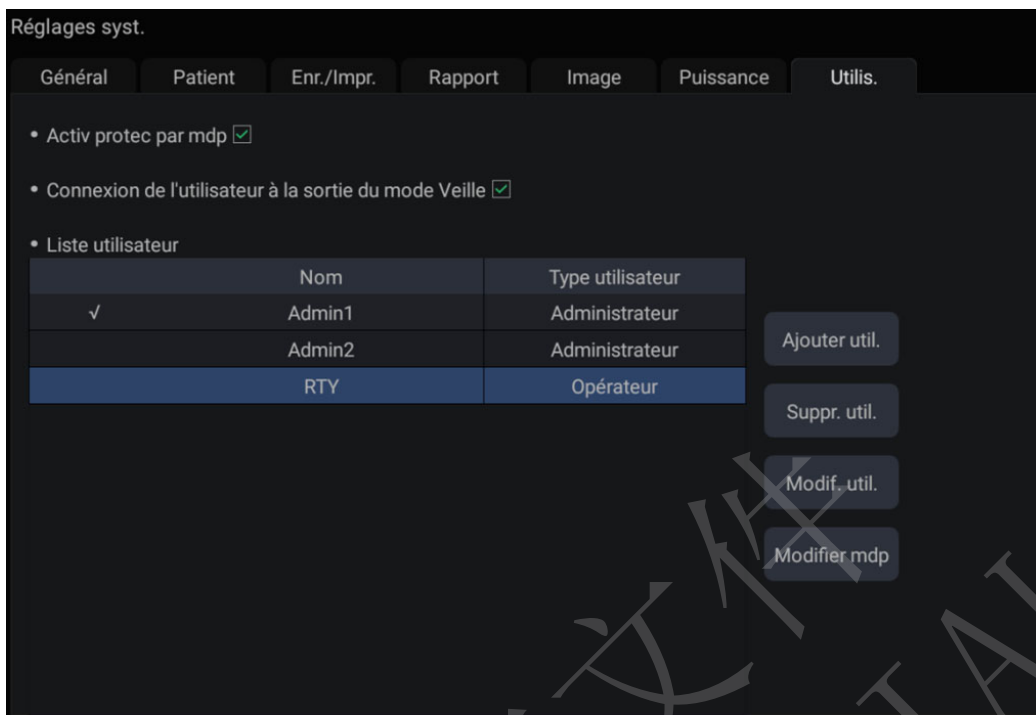 Réglages syst.
Général Patient Enr./Impr. Rapport Image Puissance Utilis.
• Activ protec par mdp
• Connexion de l'utilisateur à la sortie du mode Veille
• Liste utilisateur
Nom Type utilisateur
√ Admin1 Administrateur
Admin2 Administrateur
RTY Opérateur
Ajouter util.
Suppr. util.
Modif. util.
Modifier mdp
文件